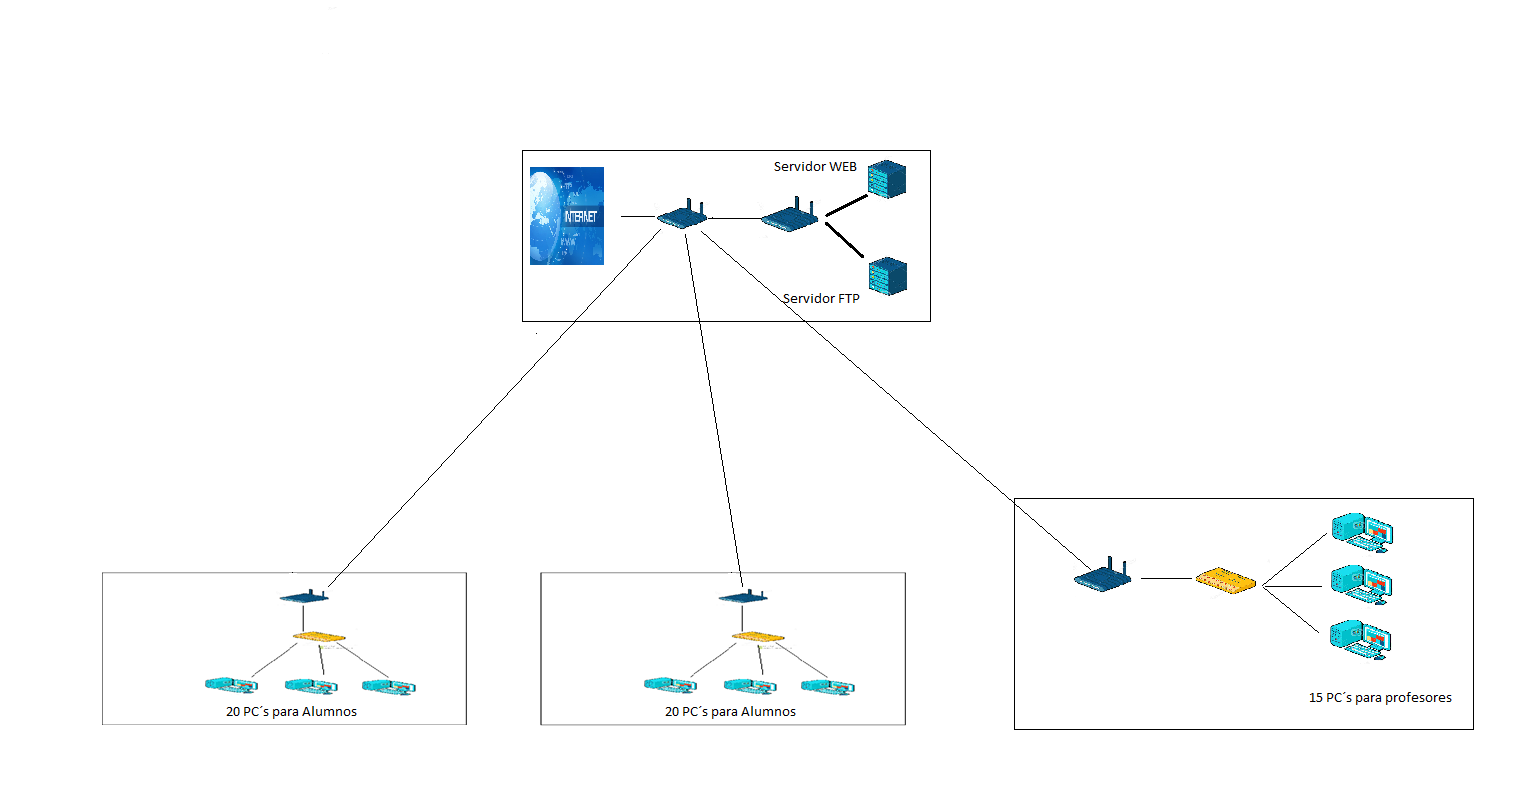 Servidor WEB
INTERNET
Servidor FTP
20 PC´s para Alumnos
20 PC´s para Alumnos
15 PC´s para profesores